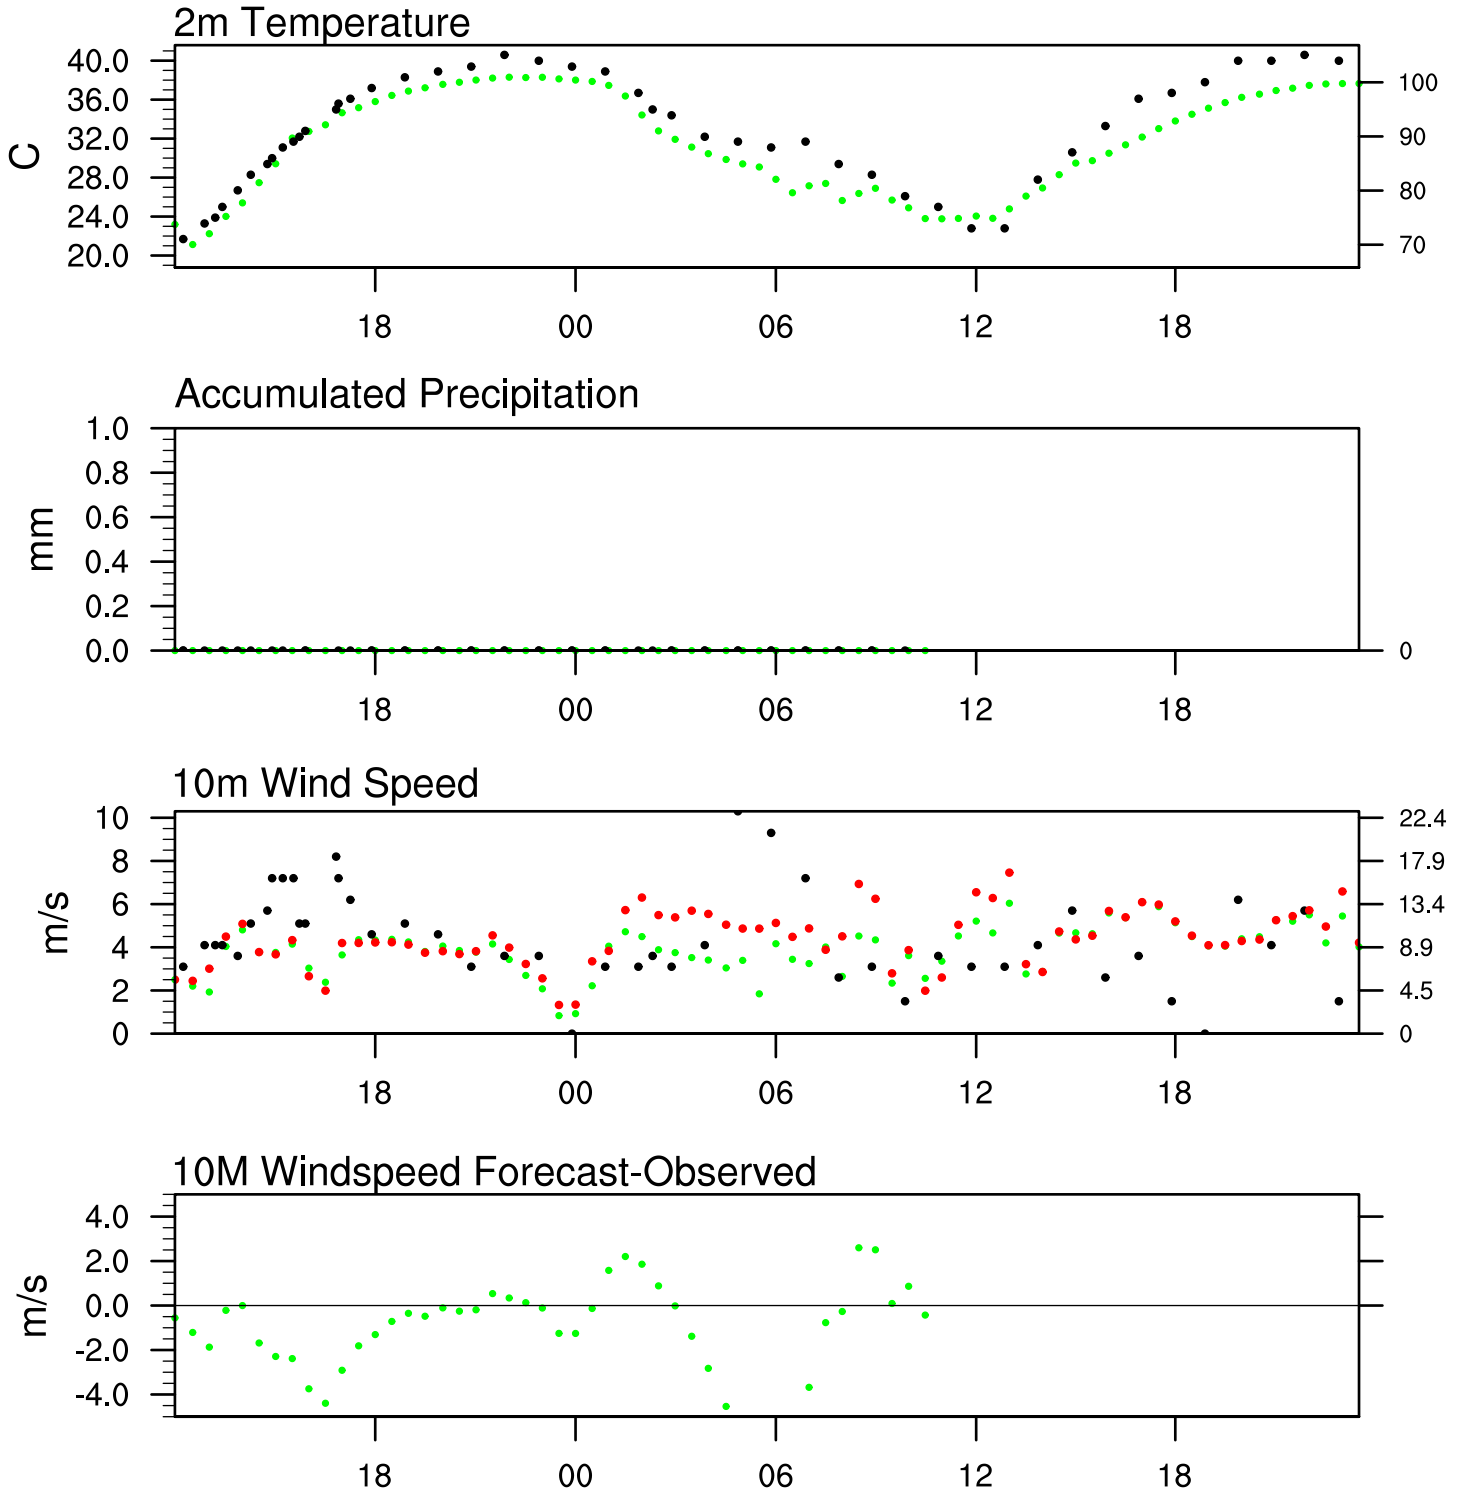 2m Temperature
40.0
36.0
100
32.0
90
C
28.0
80
24.0
20.0
70
18 00 06 12 18
Accumulated Precipitation
1.0
0.8
0.6
mm
0.4
0.2
0.0
0
18 00 06 12 18
10m Wind Speed
10 22.4
8 17.9
6 13.4
m/s
4 8.9
2 4.5
0 0
18 00 06 12 18
10M Windspeed Forecast-Observed
4.0
2.0
0.0
m/s
-2.0
-4.0
18 00 06 12 18